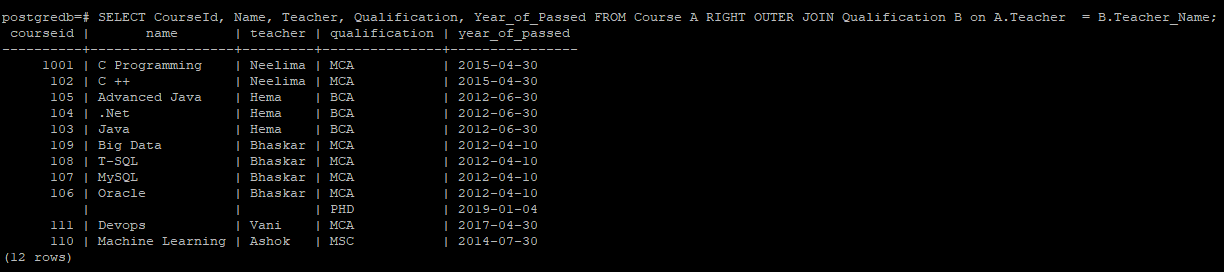 postgredb=# SELECT CourseId, Name, Teacher, Qualification, Year_of_Passed FROM Course A RIGHT OUTER JOIN Qualification B on A.Teacher  = B.Teacher_Name;
 courseid |       name       | teacher | qualification | year_of_passed
----------+------------------+---------+---------------+----------------
     1001 | C Programming    | Neelima | MCA           | 2015-04-30
      102 | C ++             | Neelima | MCA           | 2015-04-30
      105 | Advanced Java    | Hema    | BCA           | 2012-06-30
      104 | .Net             | Hema    | BCA           | 2012-06-30
      103 | Java             | Hema    | BCA           | 2012-06-30
      109 | Big Data         | Bhaskar | MCA           | 2012-04-10
      108 | T-SQL            | Bhaskar | MCA           | 2012-04-10
      107 | MySQL            | Bhaskar | MCA           | 2012-04-10
      106 | Oracle           | Bhaskar | MCA           | 2012-04-10
          |                  |         | PHD           | 2019-01-04
      111 | Devops           | Vani    | MCA           | 2017-04-30
      110 | Machine Learning | Ashok   | MSC           | 2014-07-30
(12 rows)